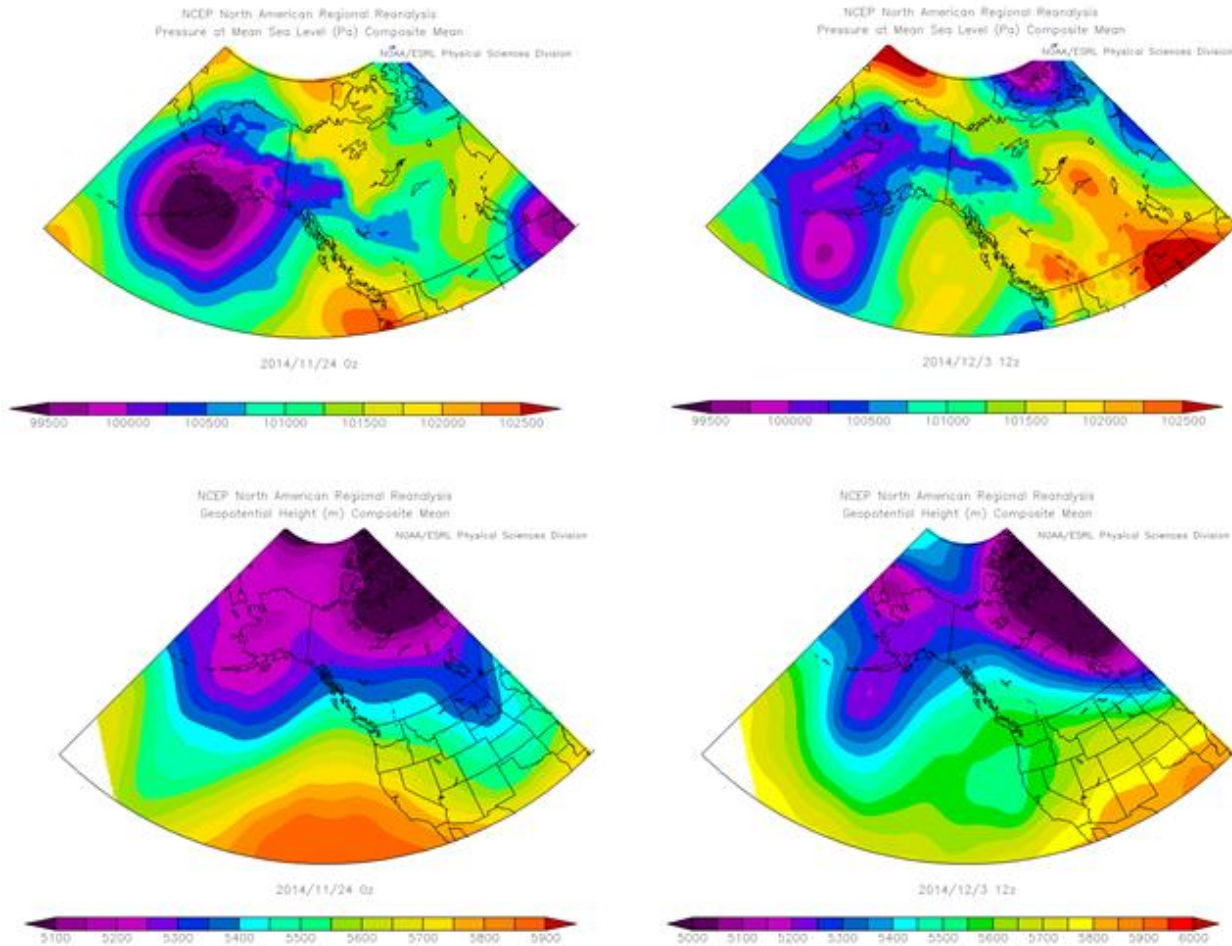 NCEP North American Regional Reanalysis
Pressure at Mean Sea Level (Pa) Composite Mean
NOAA/ESRL Physical Sciences Division
2014/11/24 0z
99500 100000 100500 101000 101500 102000 102500
NCEP North American Regional Reanalysis
Pressure at Mean Sea Level (Pa) Composite Mean
NOAA/ESRL Physical Sciences Division
2014/12/3 12z
99500 100000 100500 101000 101500 102000 102500
NCEP North American Regional Reanalysis
Geopotential Height (m) Composite Mean
NOAA/ESRL Physical Sciences Division
2014/11/24 0z
5100 5200 5300 5400 5500 5600 5700 5800 5900
NCEP North American Regional Reanalysis
Geopotential Height (m) Composite Mean
NOAA/ESRL Physical Sciences Division
2014/12/3 12z
5000 5100 5200 5300 5400 5500 5600 5700 5800 5900 6000